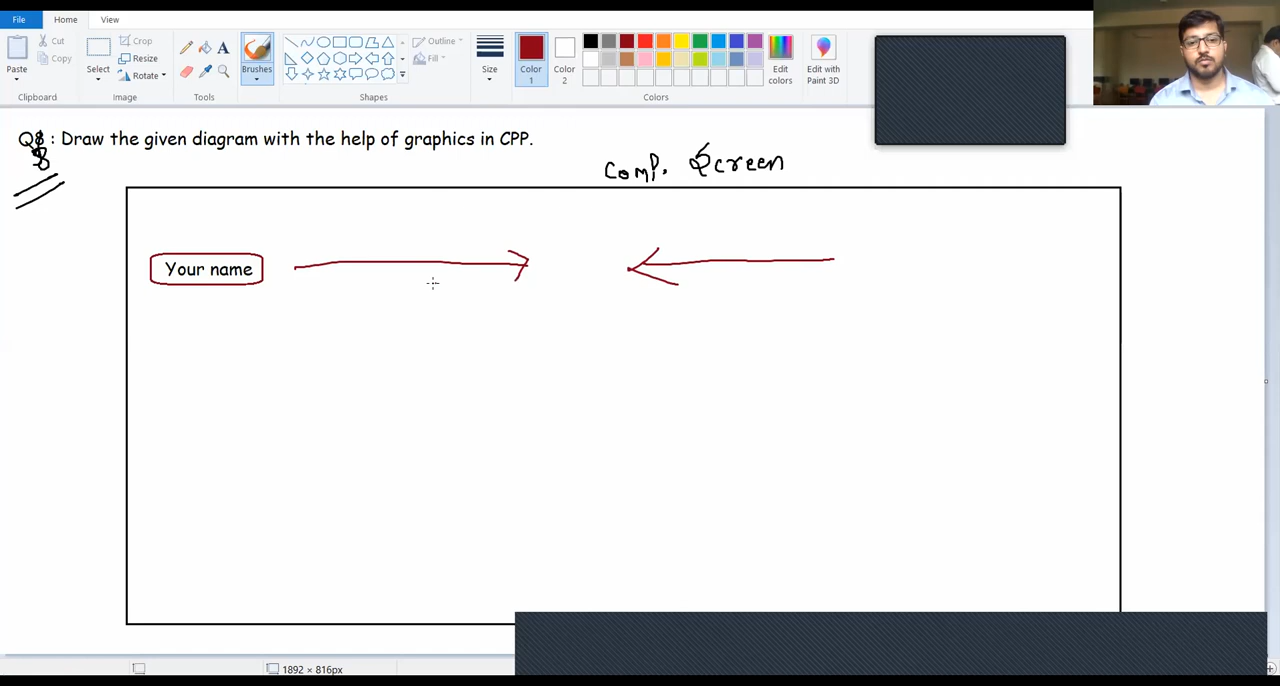 File Home View
Paste
Cut
Copy
Clipboard
Select
Crop
Resize
Rotate
Image
Tools
Brushes
Shapes
Outline
Fill
Size
Color 1
Color 2
Colors
Edit colors
Edit with Paint 3D
: Draw the given diagram with the help of graphics in CPP.
8
Comp. Screen
Your name
1892 × 816px